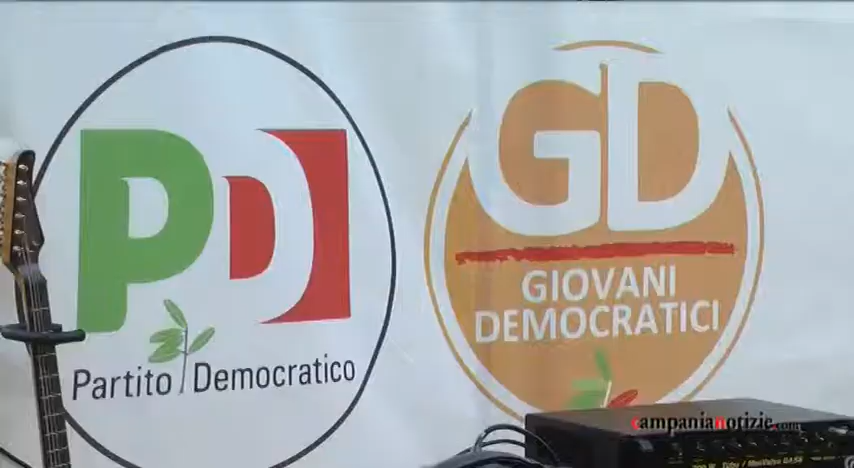 PD
Partito Democratico
GD
GIOVANI
DEMOCRATICI
campanianotizie.com